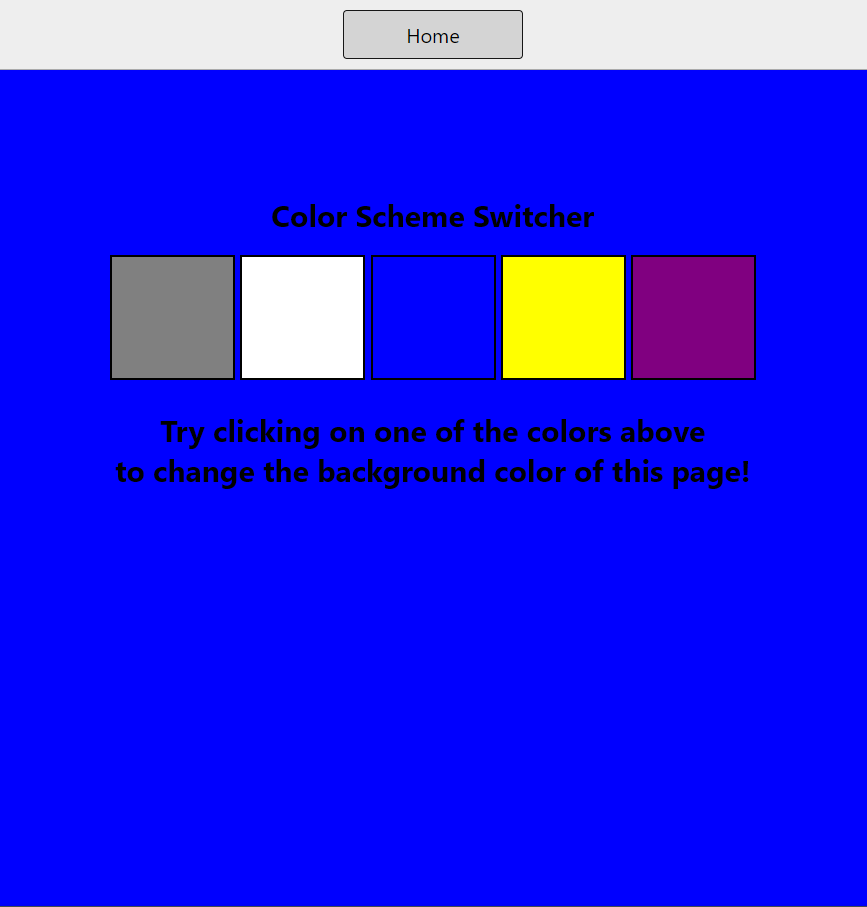 Home
Color Scheme Switcher
Try clicking on one of the colors above
to change the background color of this page!